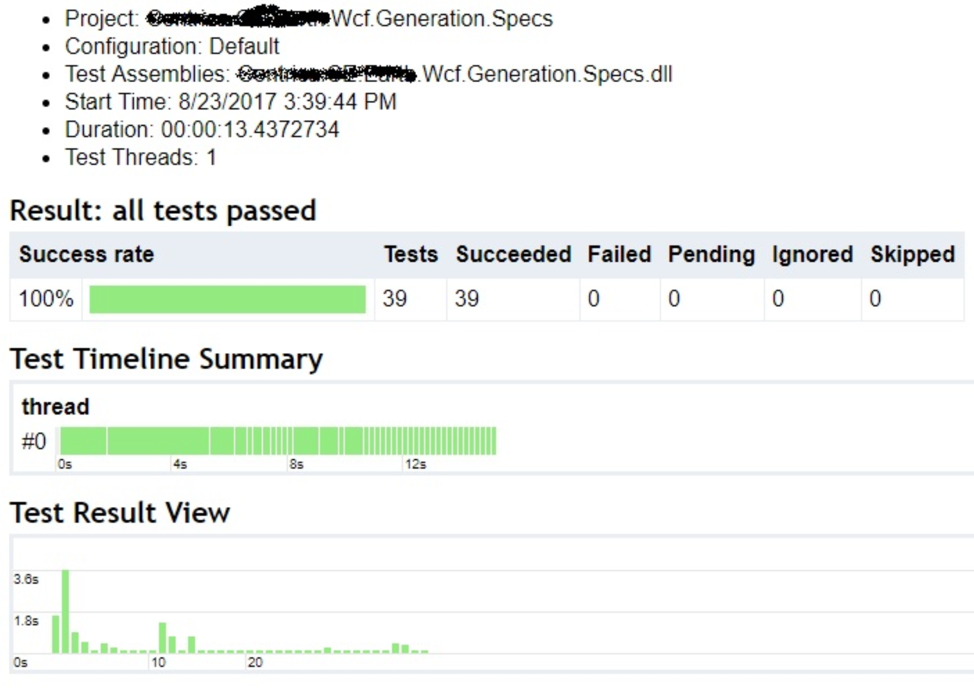 Project: .Wcf.Generation.Specs
Configuration: Default
Test Assemblies: .Wcf.Generation.Specs.dll
Start Time: 8/23/2017 3:39:44 PM
Duration: 00:00:13.4372734
Test Threads: 1
Result: all tests passed
Success rate Tests Succeeded Failed Pending Ignored Skipped
100% 39 39 0 0 0 0
Test Timeline Summary
thread
#0
0s 4s 8s 12s
Test Result View
3.6s
1.8s
0s 10 20